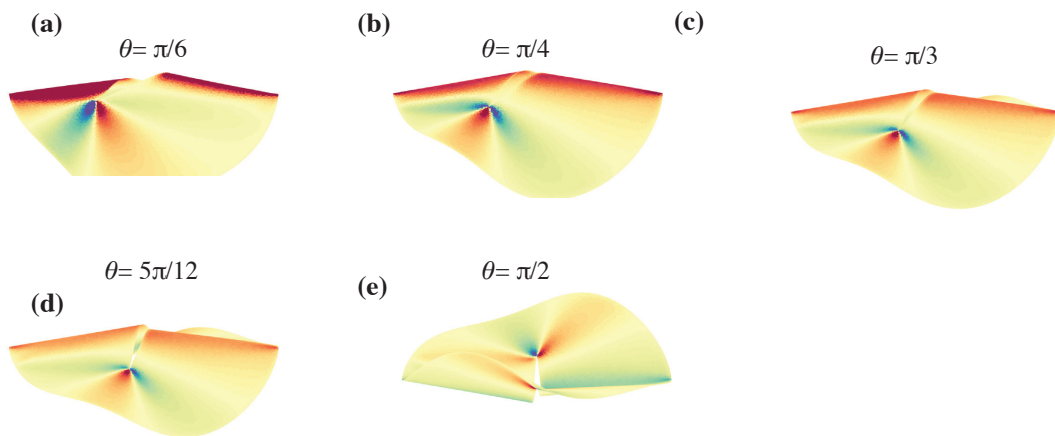 (a)
θ= π/6
(b)
θ= π/4
(c)
θ= π/3
(d)
θ= 5π/12
(e)
θ= π/2